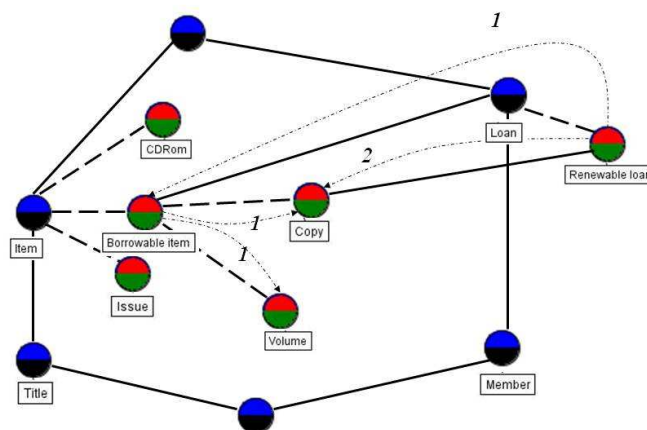 1
Loan
CDRom
2
Renewable loan
Copy
Item
Borrowable item
1
1
Issue
Volume
Title
Member